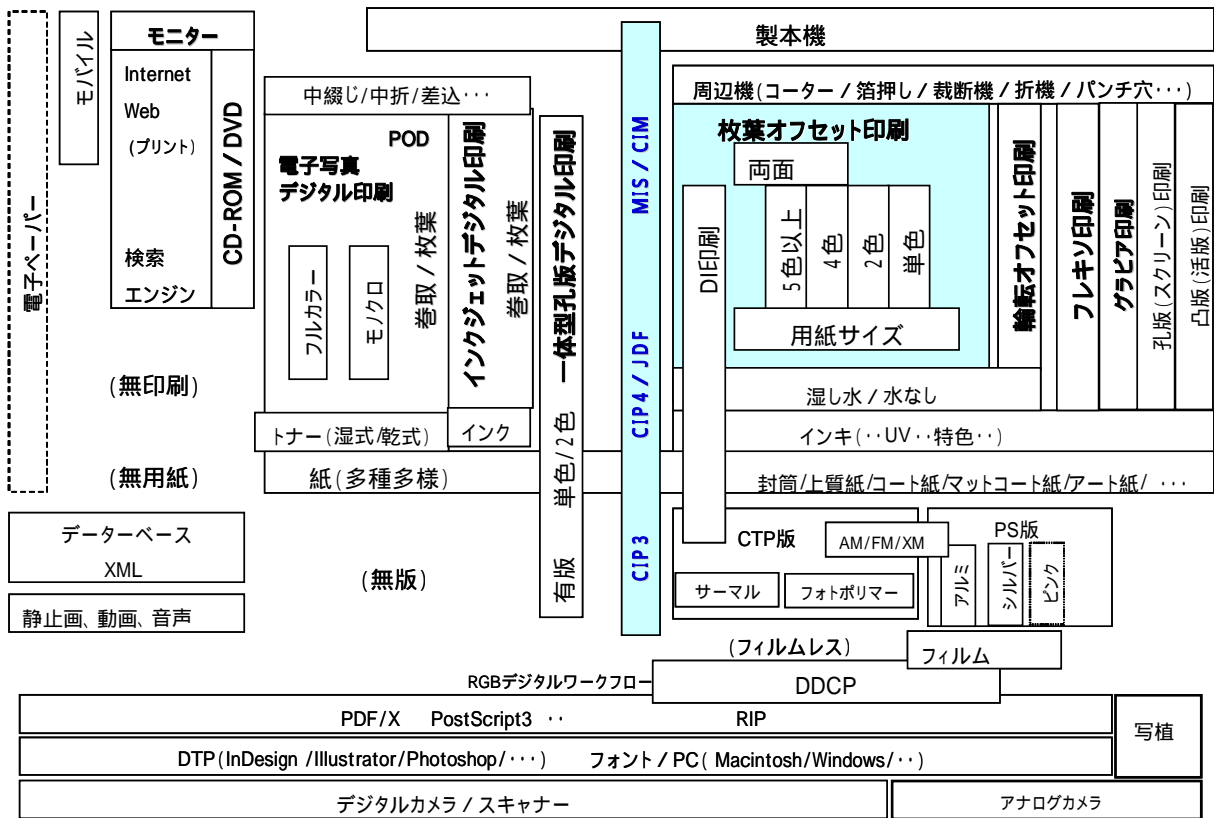 電子ペーパー
モバイル
モニター
Internet
Web
(プリント)
検索
エンジン
CD-ROM / DVD
(無印刷)
(無用紙)
データーベース
XML
静止画、動画、音声
中綴じ/中折/差込・・・
POD
電子写真
デジタル印刷
フルカラー
モノクロ
巻取 / 枚葉
インクジェットデジタル印刷
巻取 / 枚葉
トナー(湿式/乾式)
インク
紙(多種多様)
(無版)
一体型孔版デジタル印刷
単色/2色
有版
MIS / CIM
CIP4 / JDF
CIP3
製本機
周辺機(コーター / 箔押し / 裁断機 / 折機 / パンチ穴・・・)
枚葉オフセット印刷
両面
DI印刷
5色以上
4色
2色
単色
用紙サイズ
輪転オフセット印刷
フレキソ印刷
グラビア印刷
孔版(スクリーン)印刷
凸版(活版)印刷
湿し水 / 水なし
インキ(・・UV・・特色・・)
封筒/上質紙/コート紙/マットコート紙/アート紙/ ・・・
CTP版
AM/FM/XM
サーマル
フォトポリマー
PS版
アルミ
シルバー
ピンク
(フィルムレス)
フィルム
RGBデジタルワークフロー
DDCP
PDF/X PostScript3 ・・ RIP
写植
DTP(InDesign /Illustrator/Photoshop/・・・) フォント / PC( Macintosh/Windows/・・)
デジタルカメラ / スキャナー
アナログカメラ